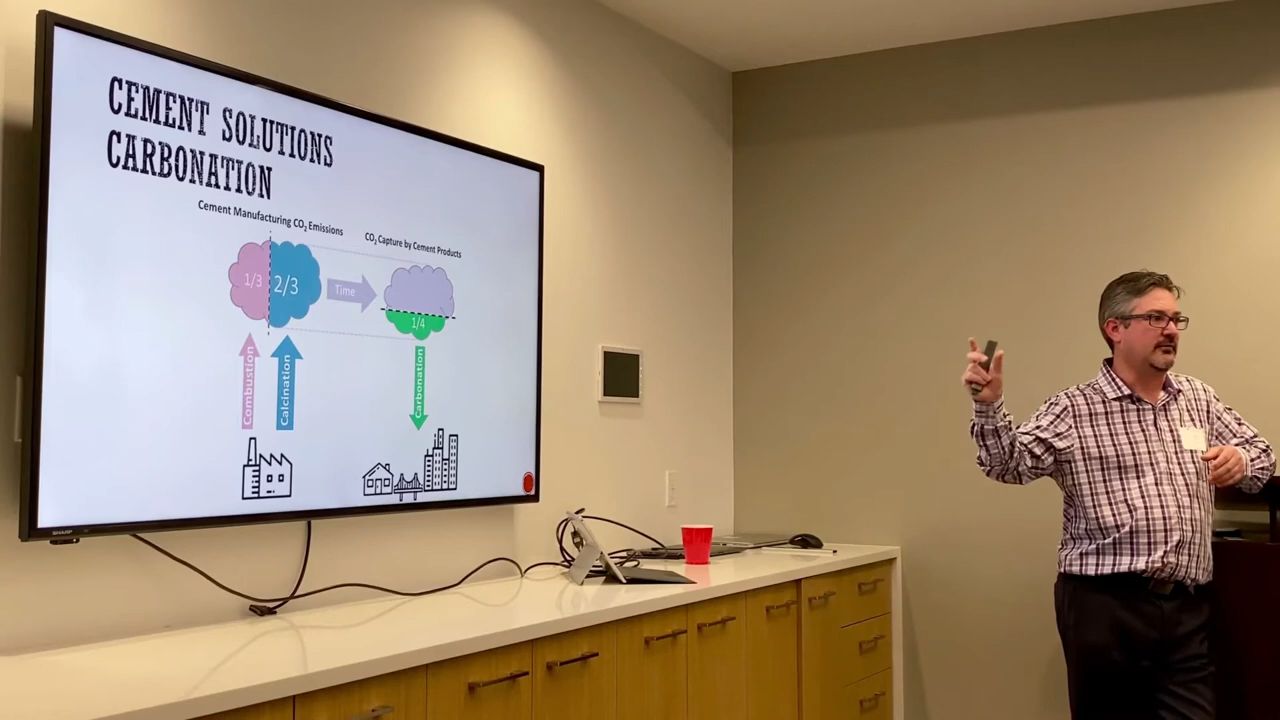 CEMENT SOLUTIONS
CARBONATION
Cement Manufacturing CO₂ Emissions
CO₂ Capture by Cement Products
1/3
2/3
Time
1/4
Combustion
Calcination
Carbonation
SHARP